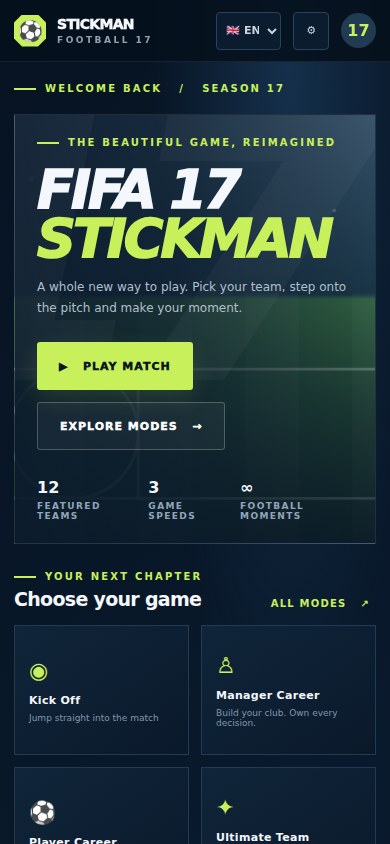 STICKMAN
FOOTBALL 17
🇬🇧 EN
17
WELCOME BACK / SEASON 17
THE BEAUTIFUL GAME, REIMAGINED
FIFA 17
STICKMAN
A whole new way to play. Pick your team, step onto
the pitch and make your moment.
▶ PLAY MATCH
EXPLORE MODES →
12
FEATURED
TEAMS
3
GAME
SPEEDS
∞
FOOTBALL
MOMENTS
YOUR NEXT CHAPTER
Choose your game
ALL MODES ↗
Kick Off
Jump straight into the match
Manager Career
Build your club. Own every
decision.
Player Career
Ultimate Team